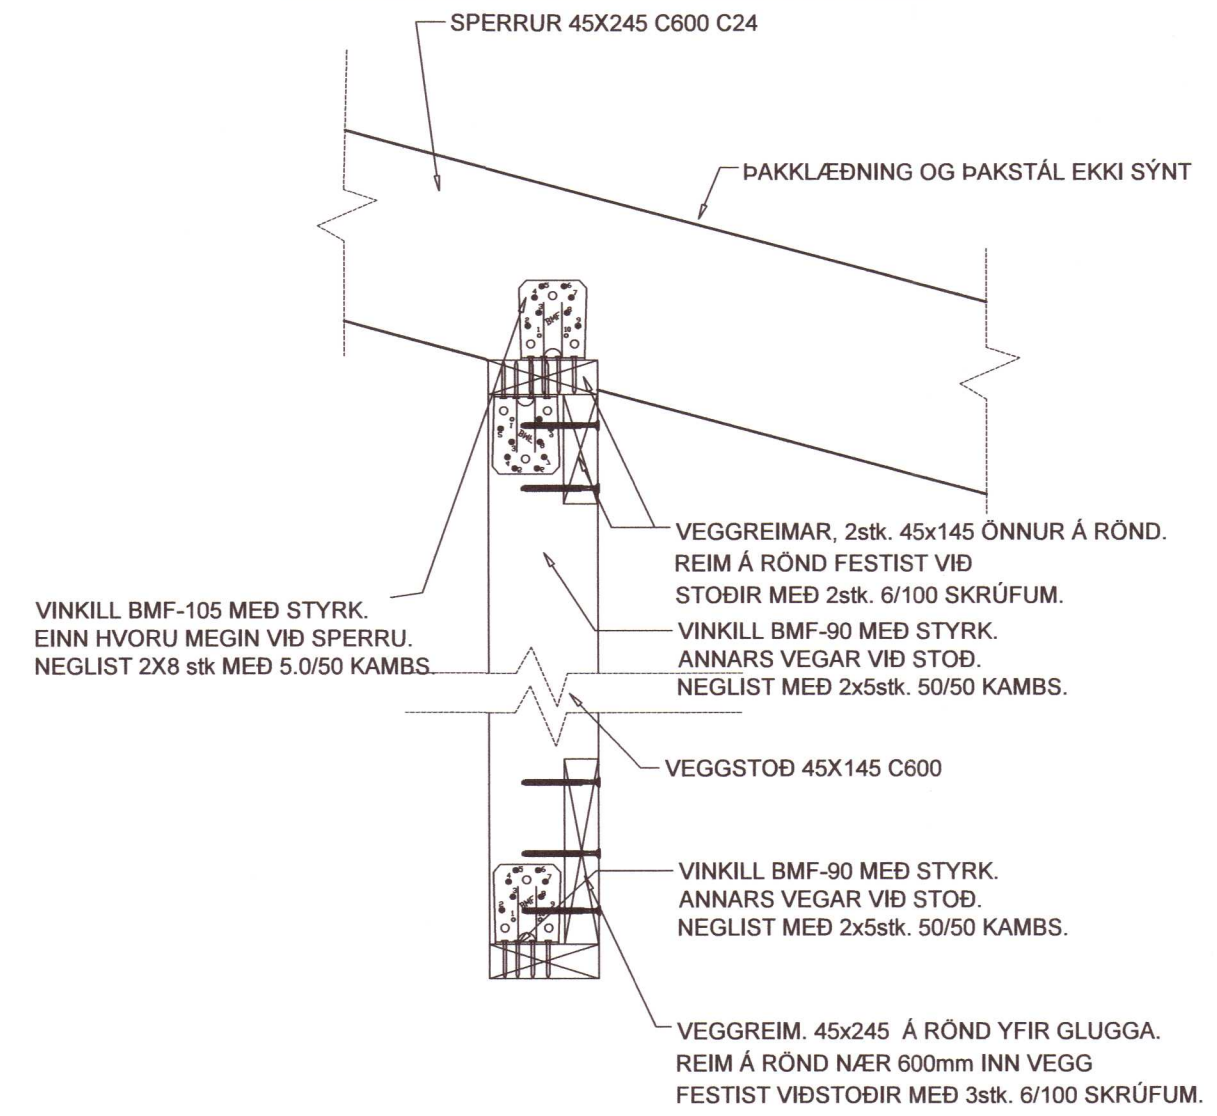 SPERRUR 45X245 C600 C24
ÞAKKLÆÐNING OG ÞAKSTÁL EKKI SÝNT
VEGGREIMAR, 2stk. 45x145 ÖNNUR Á RÖND.
REIM Á RÖND FESTIST VIÐ
STOÐIR MEÐ 2stk. 6/100 SKRÚFUM.
VINKILL BMF-105 MEÐ STYRK.
EINN HVORU MEGIN VIÐ SPERRU.
NEGLIST 2X8 stk MEÐ 5.0/50 KAMBS.
VINKILL BMF-90 MEÐ STYRK.
ANNARS VEGAR VIÐ STOÐ.
NEGLIST MEÐ 2x5stk. 50/50 KAMBS.
VEGGSTOÐ 45X145 C600
VINKILL BMF-90 MEÐ STYRK.
ANNARS VEGAR VIÐ STOÐ.
NEGLIST MEÐ 2x5stk. 50/50 KAMBS.
VEGGREIM. 45x245 Á RÖND YFIR GLUGGA.
REIM Á RÖND NÆR 600mm INN VEGG
FESTIST VIÐSTOÐIR MEÐ 3stk. 6/100 SKRÚFUM.